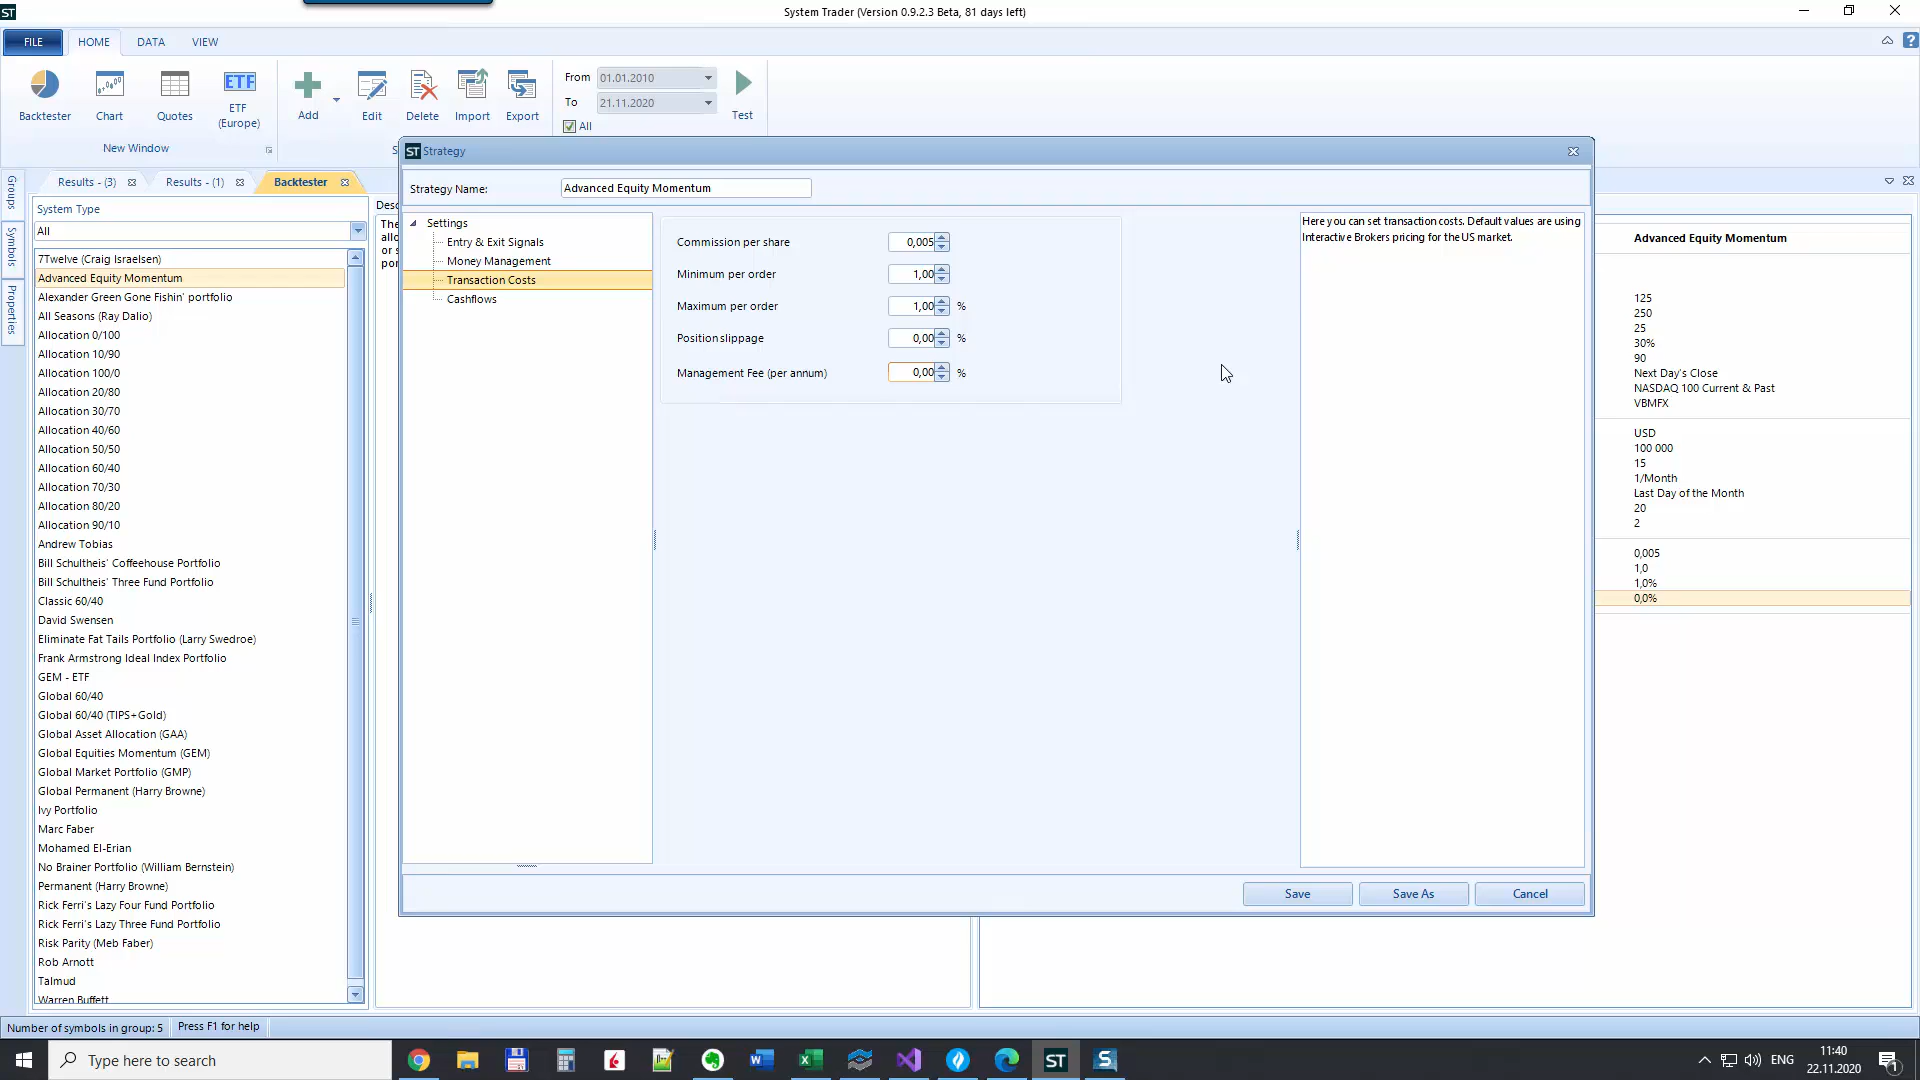 ST
System Trader (Version 0.9.2.3 Beta, 81 days left)
FILE
HOME
DATA
VIEW
?
Backtester
Chart
Quotes
ETF
ETF
(Europe)
New Window
Add
Edit
Delete
Import
Export
From 01.01.2010
To 21.11.2020
All
Test
Groups
Symbols
Properties
Results - (3)
Results - (1)
Backtester
System Type
All
7Twelve (Craig Israelsen)
Advanced Equity Momentum
Alexander Green Gone Fishin' portfolio
All Seasons (Ray Dalio)
Allocation 0/100
Allocation 10/90
Allocation 100/0
Allocation 20/80
Allocation 30/70
Allocation 40/60
Allocation 50/50
Allocation 60/40
Allocation 70/30
Allocation 80/20
Allocation 90/10
Andrew Tobias
Bill Schultheis' Coffeehouse Portfolio
Bill Schultheis' Three Fund Portfolio
Classic 60/40
David Swensen
Eliminate Fat Tails Portfolio (Larry Swedroe)
Frank Armstrong Ideal Index Portfolio
GEM - ETF
Global 60/40
Global 60/40 (TIPS+Gold)
Global Asset Allocation (GAA)
Global Equities Momentum (GEM)
Global Market Portfolio (GMP)
Global Permanent (Harry Browne)
Ivy Portfolio
Marc Faber
Mohamed El-Erian
No Brainer Portfolio (William Bernstein)
Permanent (Harry Browne)
Rick Ferri's Lazy Four Fund Portfolio
Rick Ferri's Lazy Three Fund Portfolio
Risk Parity (Meb Faber)
Rob Arnott
Talmud
Warren Buffett
ST Strategy
Strategy Name: Advanced Equity Momentum
Settings
Entry & Exit Signals
Money Management
Transaction Costs
Cashflows
Commission per share 0,005
Minimum per order 1,00
Maximum per order 1,00 %
Position slippage 0,00 %
Management Fee (per annum) 0,00 %
Here you can set transaction costs. Default values are using
Interactive Brokers pricing for the US market.
Save
Save As
Cancel
Advanced Equity Momentum
125
250
25
30%
90
Next Day's Close
NASDAQ 100 Current & Past
VBMFX
USD
100 000
15
1/Month
Last Day of the Month
20
2
0,005
1,0
1,0%
0,0%
Number of symbols in group: 5
Press F1 for help
Type here to search
ST
S
ENG
11:40
22.11.2020
1